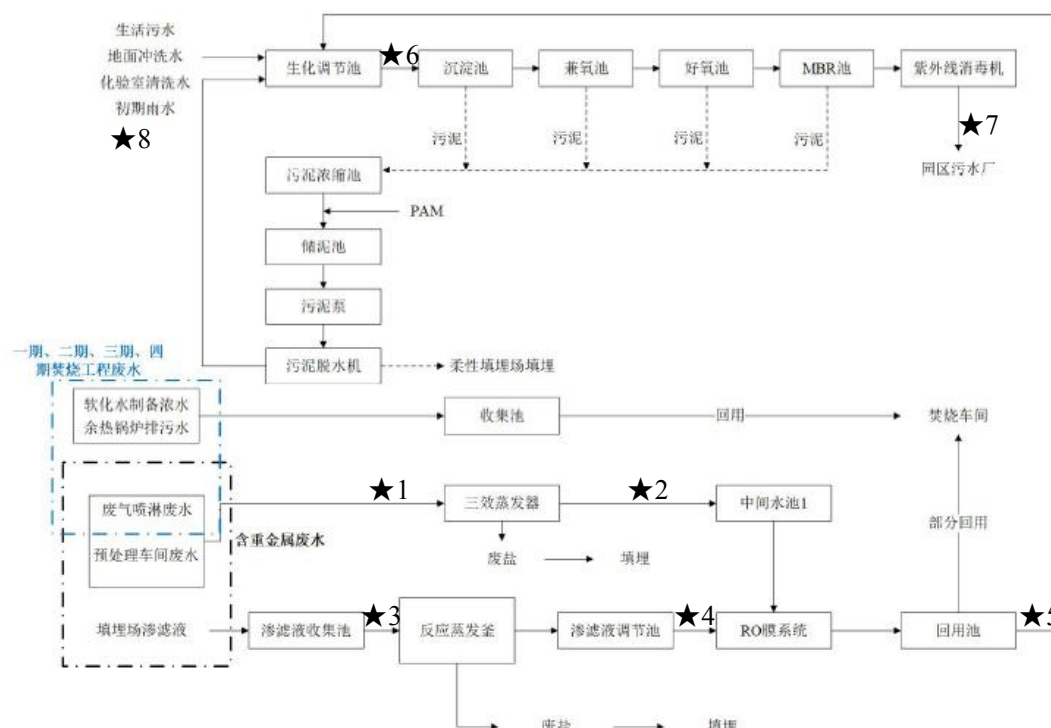 生活污水
地面冲洗水
化验室清洗水
初期雨水
★8
生化调节池
★6
沉淀池
兼氧池
好氧池
MBR池
紫外线消毒机
★7
园区污水厂
污泥
污泥
污泥
污泥
污泥浓缩池
PAM
储泥池
污泥泵
污泥脱水机
柔性填埋场填埋
一期、二期、三期、四
期焚烧工程废水
软化水制备浓水
余热锅炉排污水
收集池
回用
焚烧车间
废气喷淋废水
预处理车间废水
含重金属废水
★1
三效蒸发器
★2
中间水池1
部分回用
废盐
填埋
填埋场渗滤液
渗滤液收集池
★3
反应蒸发釜
渗滤液调节池
★4
RO膜系统
回用池
★5
废盐
填埋